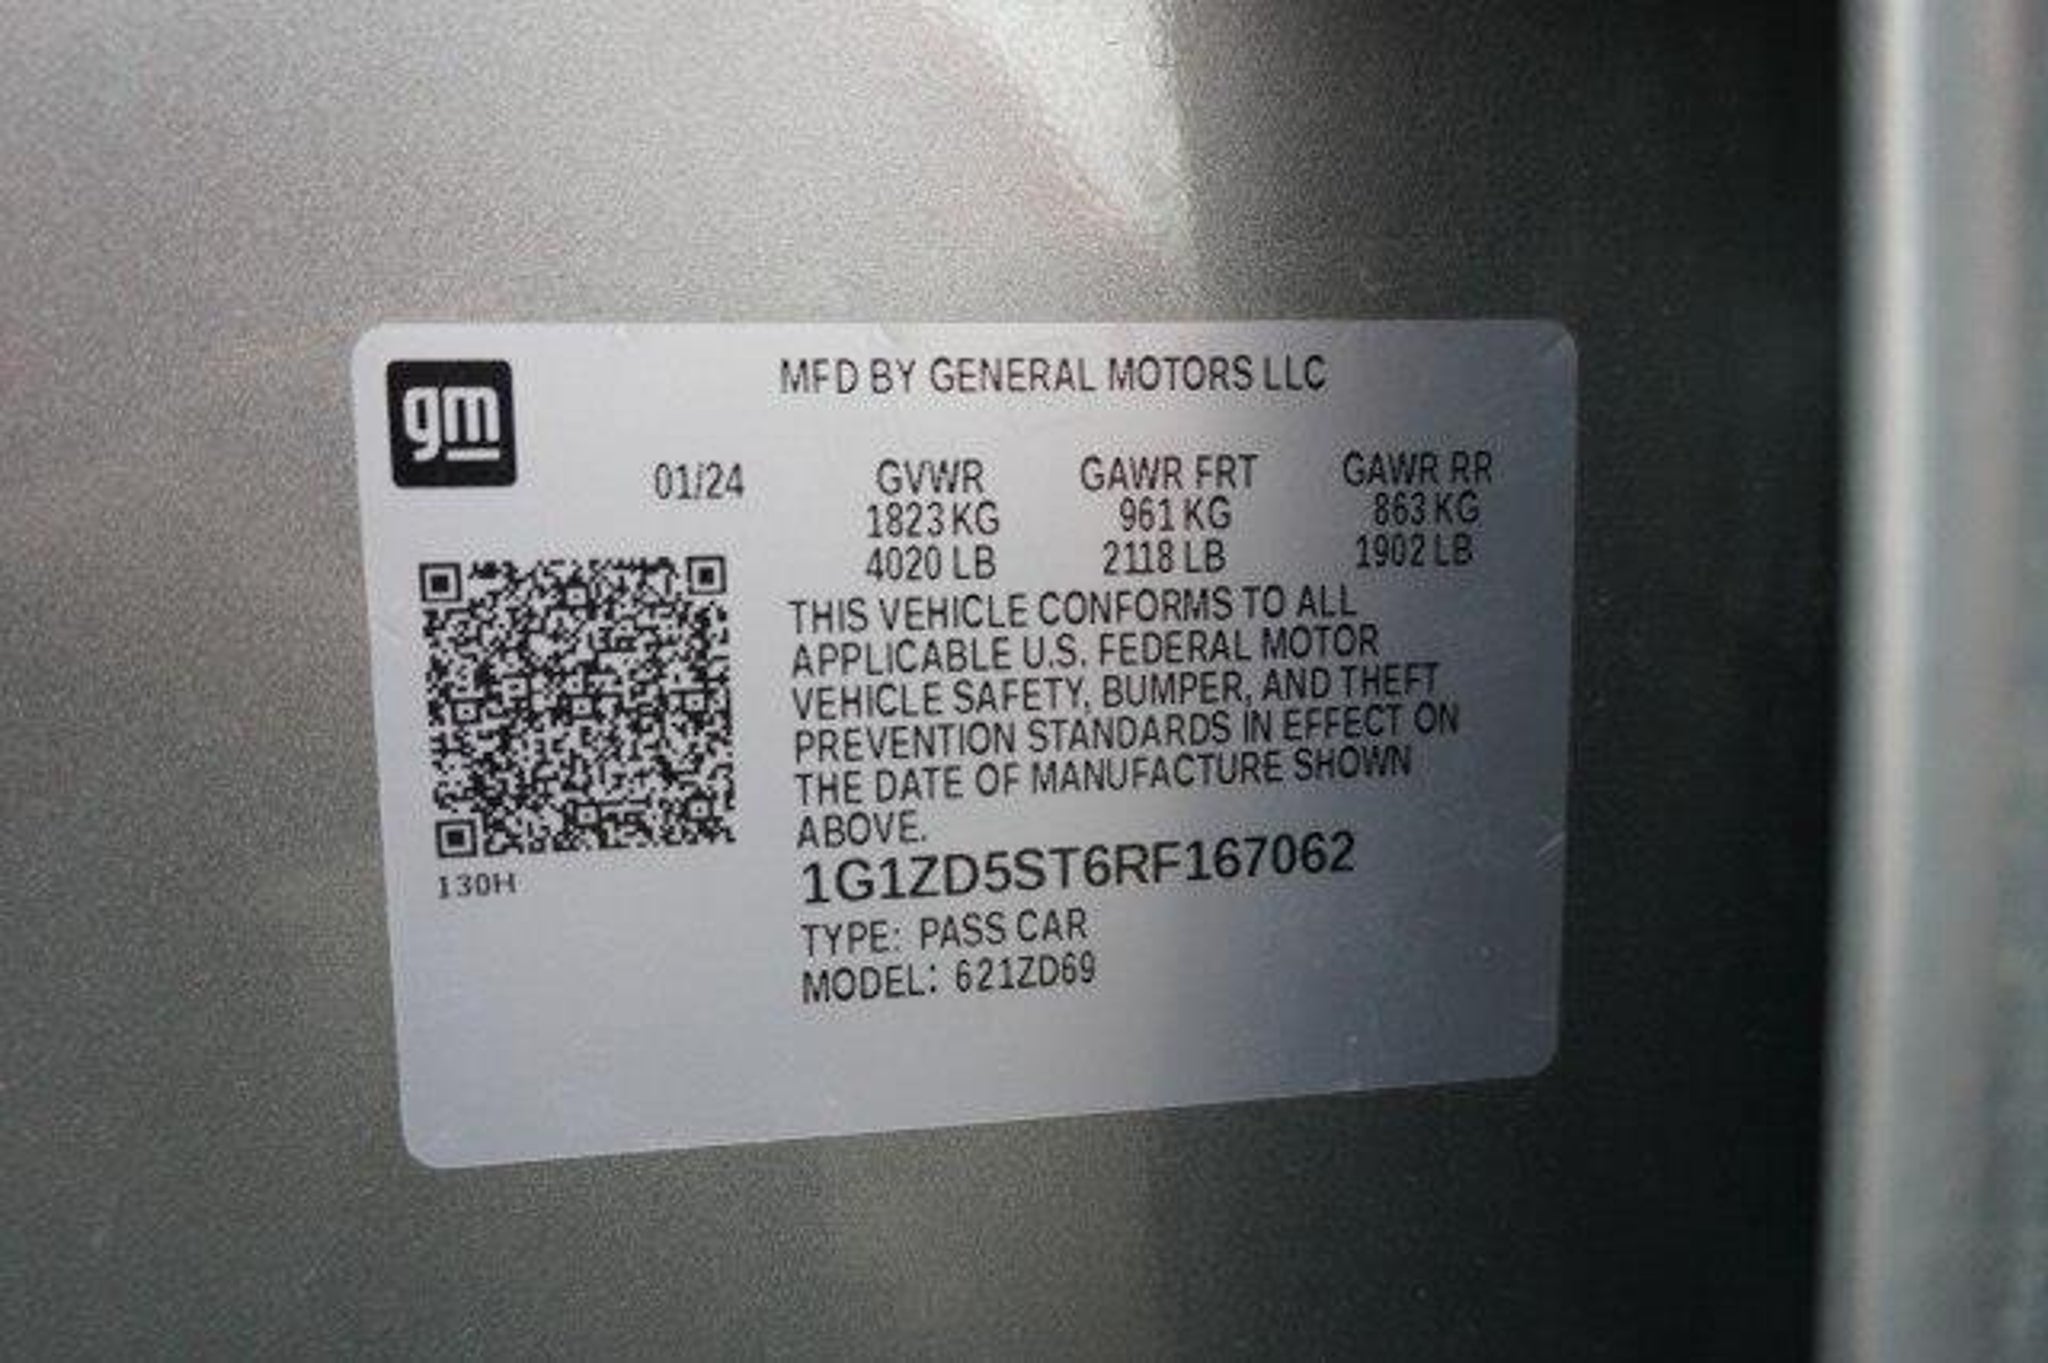 gm
MFD BY GENERAL MOTORS LLC
01/24 GVWR GAWR FRT GAWR RR
1823 KG 961 KG 863 KG
4020 LB 2118 LB 1902 LB
THIS VEHICLE CONFORMS TO ALL
APPLICABLE U.S. FEDERAL MOTOR
VEHICLE SAFETY, BUMPER, AND THEFT
PREVENTION STANDARDS IN EFFECT ON
THE DATE OF MANUFACTURE SHOWN
ABOVE.
1G1ZD5ST6RF167062
130H
TYPE: PASS CAR
MODEL: 621ZD69